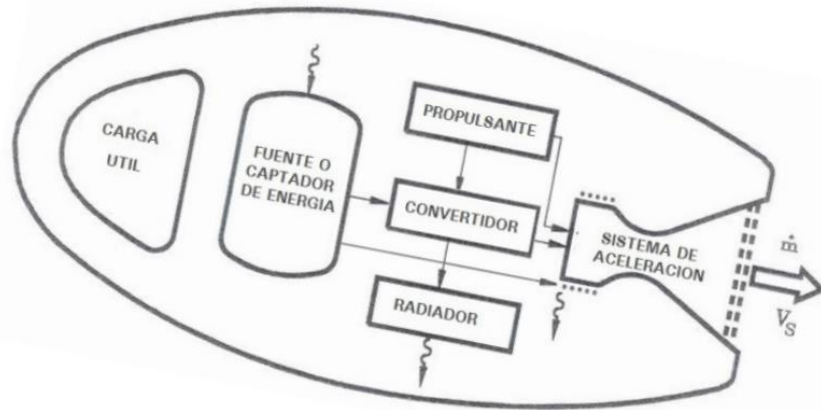 CARGA
UTIL
FUENTE O
CAPTADOR
DE ENERGIA
PROPULSANTE
CONVERTIDOR
RADIADOR
SISTEMA DE
ACELERACION
ṁ
V_S